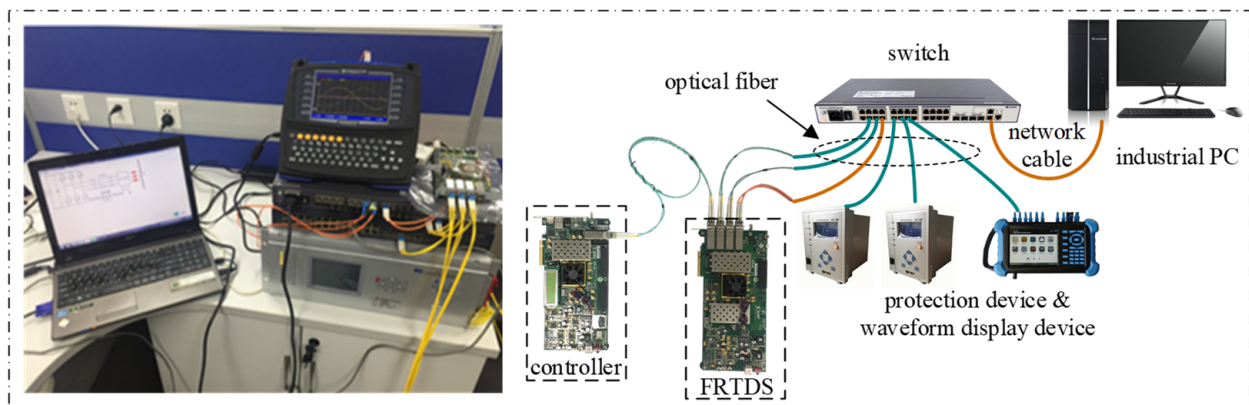 switch
optical fiber
network
cable
industrial PC
protection device &
waveform display device
controller
FRTDS